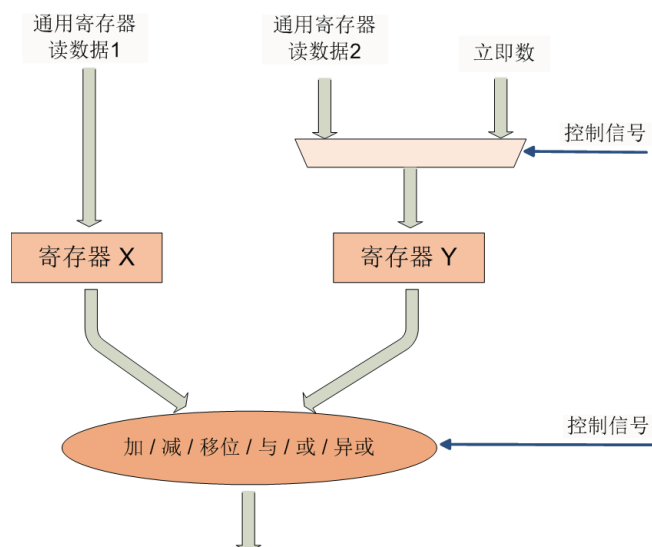 通用寄存器
读数据1
通用寄存器
读数据2
立即数
控制信号
寄存器 X
寄存器 Y
加 / 减 / 移位 / 与 / 或 / 异或
控制信号